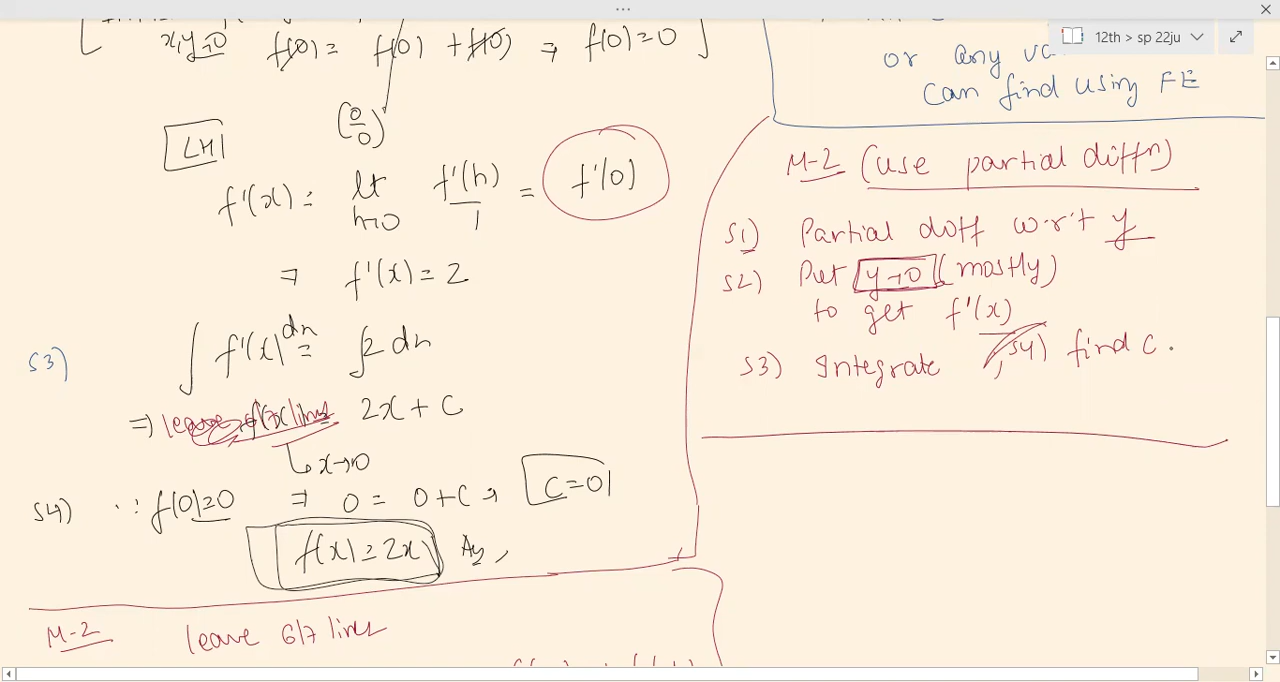 12th > sp 22ju
x,y→0 f(0) = f(0) + f(0) ⇒ f(0)=0 ]
or any va
can find using FE
LH
(0/0)
f'(x) = lt h→0 f'(h)/1 = f'(0)
⇒ f'(x) = 2
S3) ∫ f'(x) dx = ∫2 dx
⇒ 2x + C
x→0
S4) ∵ f(0)=0 ⇒ 0 = 0+C ⇒ C=0
f(x) = 2x
M-2 leave 6/7 lines
M-2 (use partial diffn)
S1) Partial diff w.r.t y
S2) Put y→0 (mostly)
to get f'(x)
S3) Integrate , S4) find C.